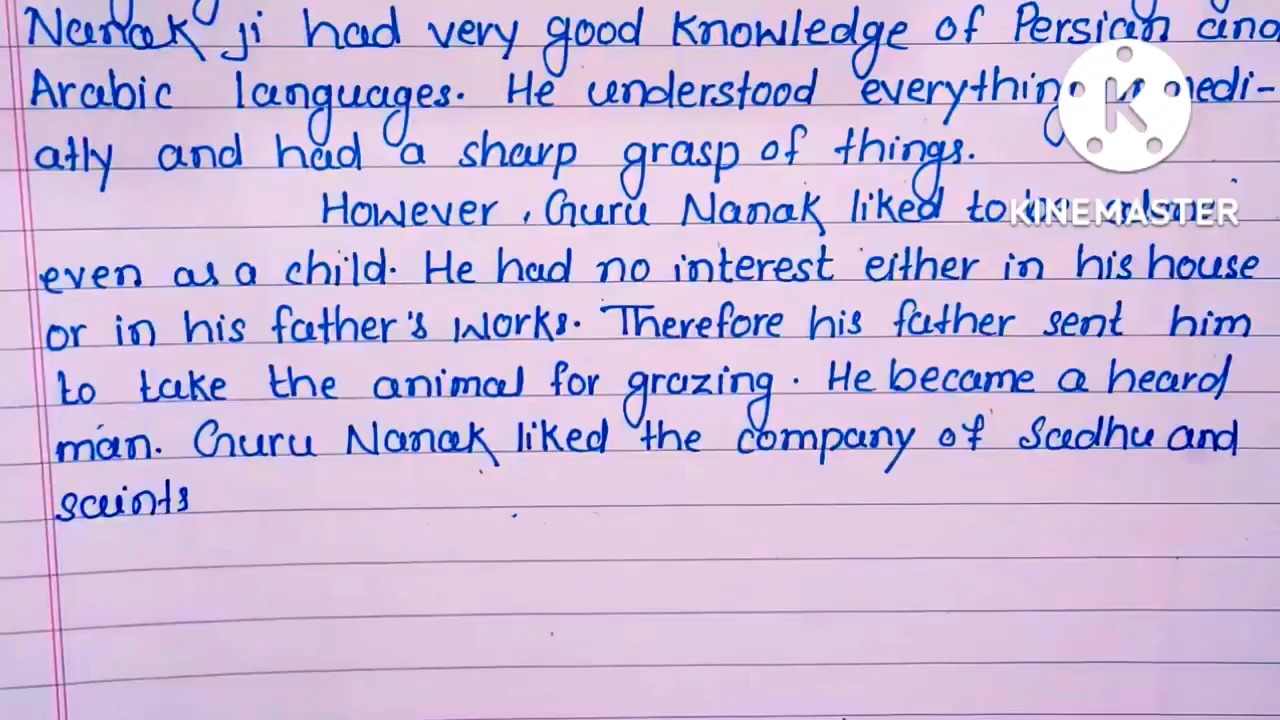 Nanak ji had very good knowledge of Persian and
Arabic languages. He understood everything
atly and had a sharp grasp of things.
However, Guru Nanak liked to
KINEMASTER
even as a child. He had no interest either in his house
or in his father's works. Therefore his father sent him
to take the animal for grazing. He became a heard
man. Guru Nanak liked the company of Sadhu and
saints